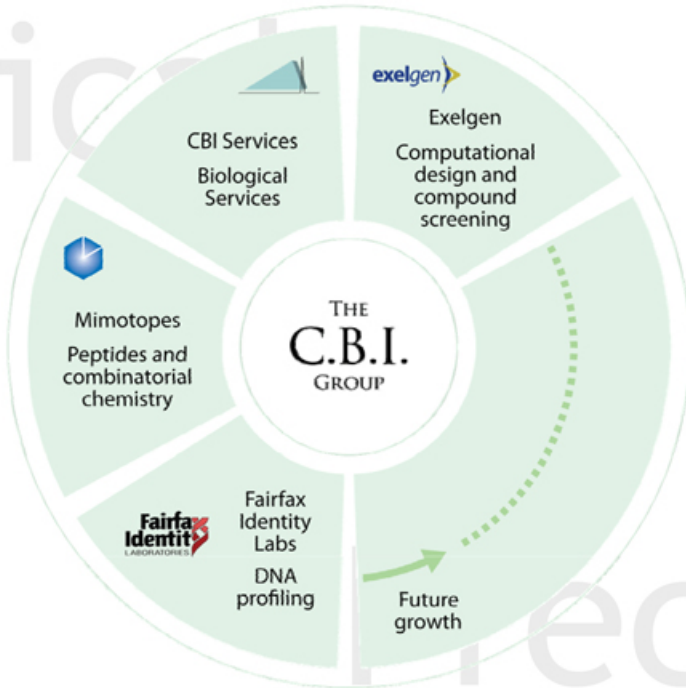 exelgen
Exelgen
Computational
design and
compound
screening
CBI Services
Biological
Services
Mimotopes
Peptides and
combinatorial
chemistry
THE
C.B.I.
GROUP
Fairfax
Identity
LABORATORIES
Fairfax
Identity
Labs
DNA
profiling
Future
growth